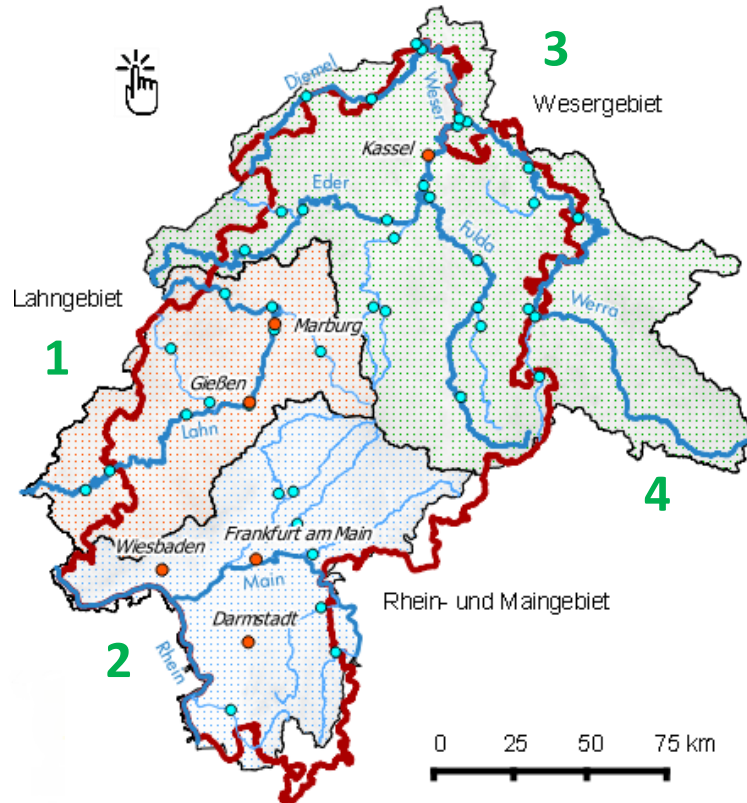 3
Diemel
Weser
Wesergebiet
Kassel
Eder
Fulda
Lahngebiet
Werra
Marburg
1
Gießen
Lahn
4
Wiesbaden
Frankfurt am Main
Main
Rhein- und Maingebiet
Darmstadt
2
Rhein
0 25 50 75 km